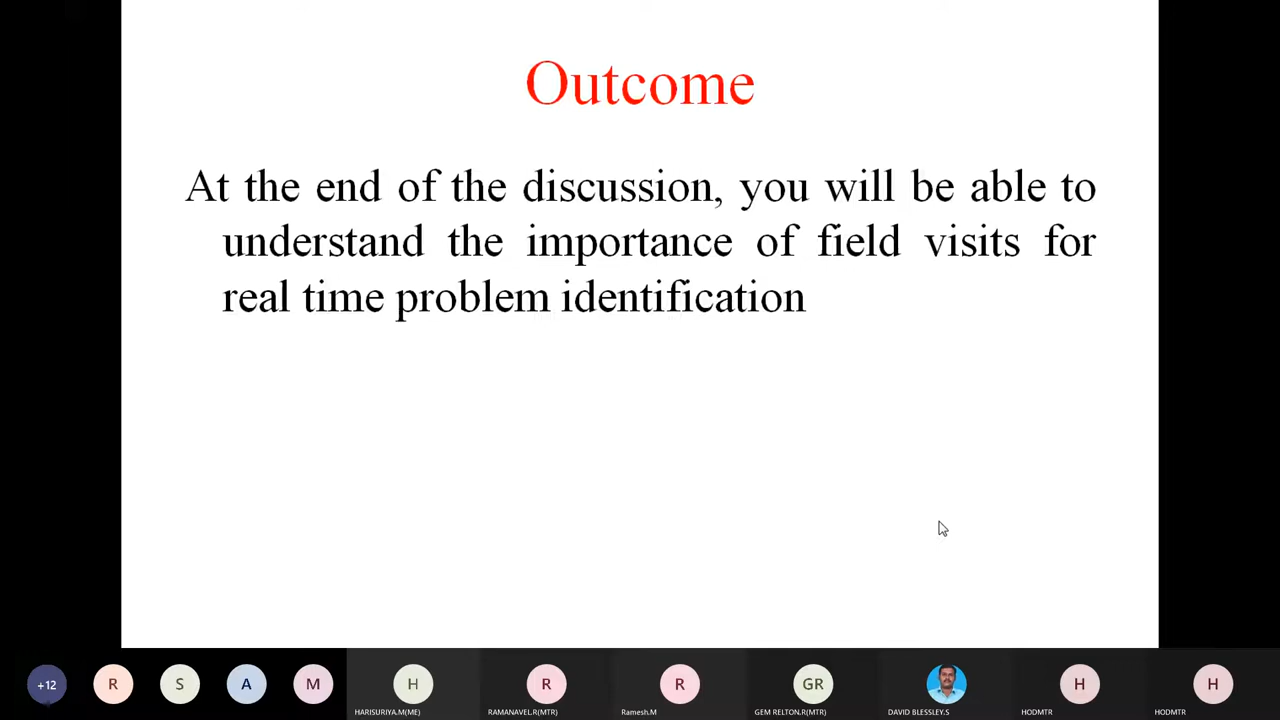 Outcome
At the end of the discussion, you will be able to
understand the importance of field visits for
real time problem identification
+12 R S A M H R R GR H H
HARISURIYA.M(ME) RAMANAVEL.R(MTR) Ramesh.M GEM RELTON.R(MTR) DAVID BLESSLEY.S HODMTR HODMTR